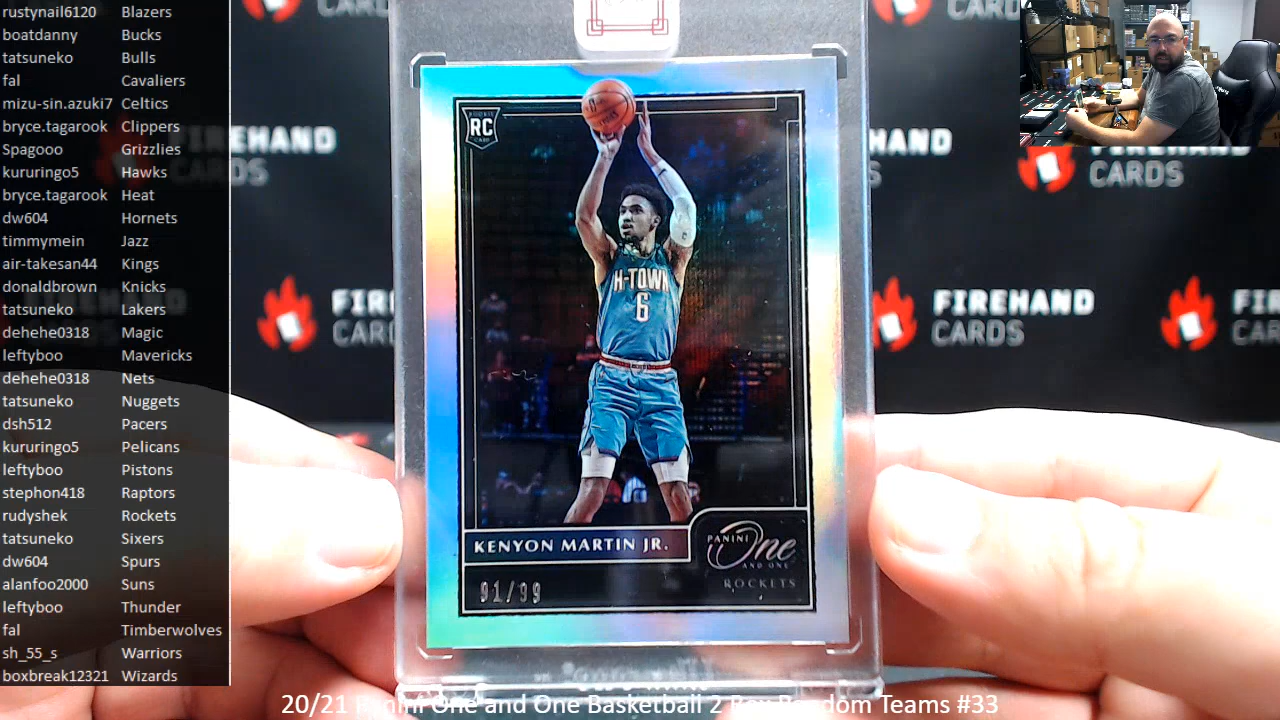 rustynail6120 Blazers
boatdanny Bucks
tatsuneko Bulls
fal Cavaliers
mizu-sin.azuki7 Celtics
bryce.tagarook Clippers
Spagooo Grizzlies
kururingo5 Hawks
bryce.tagarook Heat
dw604 Hornets
timmymein Jazz
air-takesan44 Kings
donaldbrown Knicks
tatsuneko Lakers
dehehe0318 Magic
leftyboo Mavericks
dehehe0318 Nets
tatsuneko Nuggets
dsh512 Pacers
kururingo5 Pelicans
leftyboo Pistons
stephon418 Raptors
rudyshek Rockets
tatsuneko Sixers
dw604 Spurs
alanfoo2000 Suns
leftyboo Thunder
fal Timberwolves
sh_55_s Warriors
boxbreak12321 Wizards
RC
H-TOWN
6
KENYON MARTIN JR.
PANINI
One
AND ONE
ROCKETS
91/99
FIREHAND
CARDS
FIREHAND
CARDS
20/21 Panini One and One Basketball 2 Box Random Teams #33